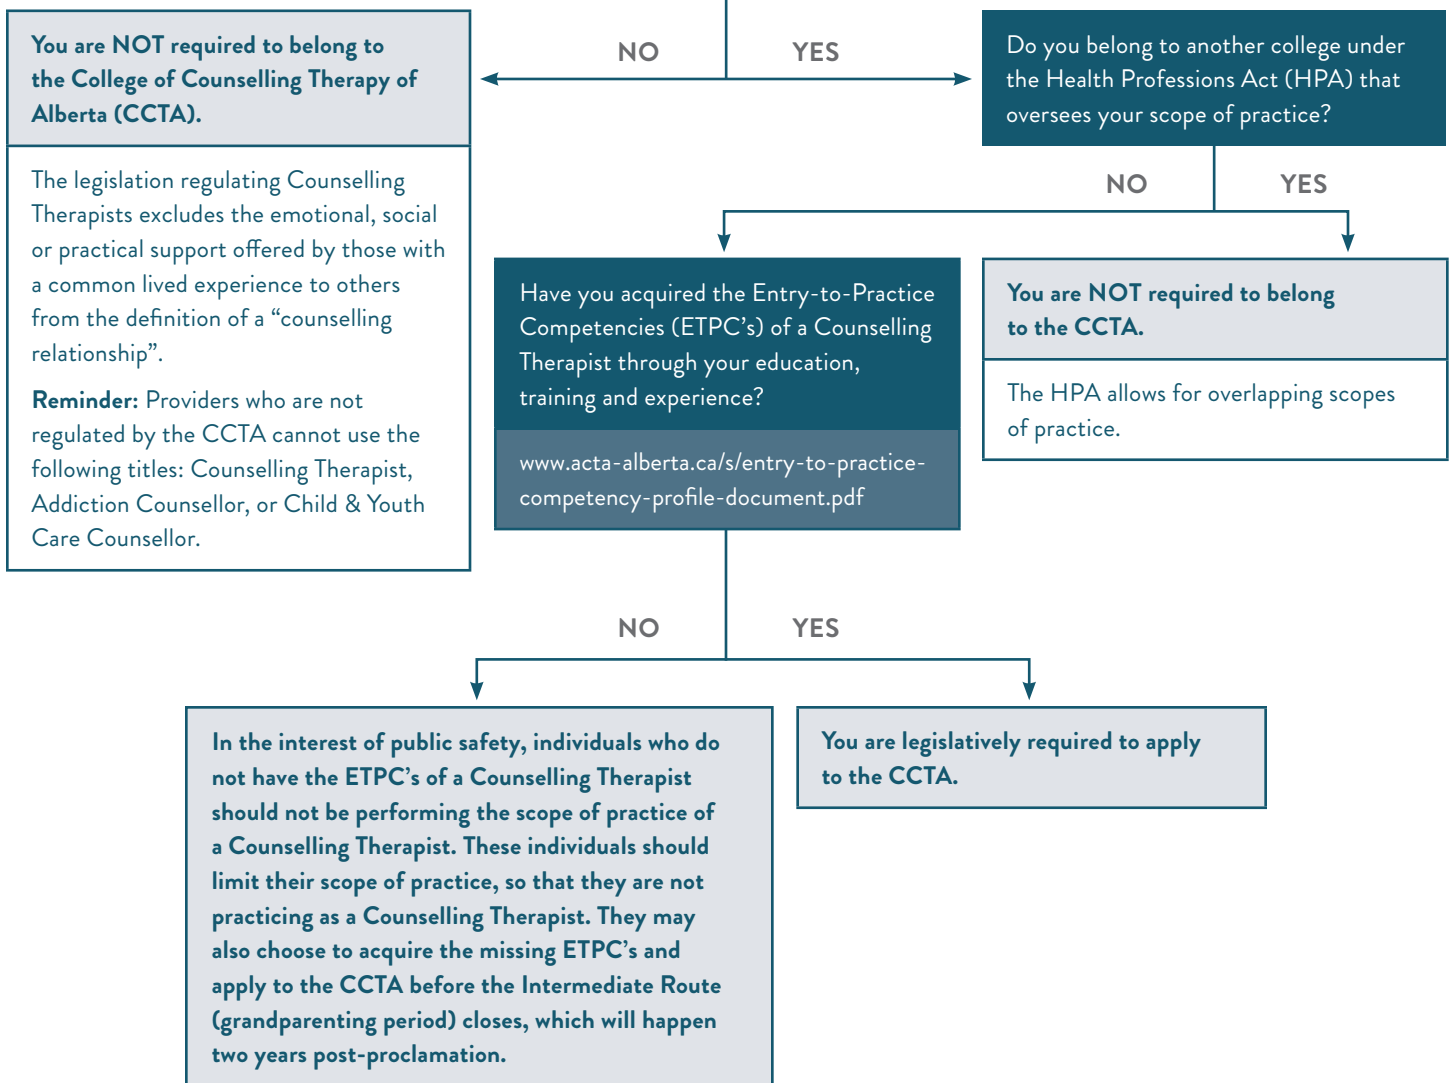 You are NOT required to belong to
the College of Counselling Therapy of
Alberta (CCTA).
The legislation regulating Counselling
Therapists excludes the emotional, social
or practical support offered by those with
a common lived experience to others
from the definition of a “counselling
relationship”.
Reminder: Providers who are not
regulated by the CCTA cannot use the
following titles: Counselling Therapist,
Addiction Counsellor, or Child & Youth
Care Counsellor.
NO
YES
Do you belong to another college under
the Health Professions Act (HPA) that
oversees your scope of practice?
NO
YES
Have you acquired the Entry-to-Practice
Competencies (ETPC’s) of a Counselling
Therapist through your education,
training and experience?
www.acta-alberta.ca/s/entry-to-practice-
competency-profile-document.pdf
You are NOT required to belong
to the CCTA.
The HPA allows for overlapping scopes
of practice.
NO
YES
In the interest of public safety, individuals who do
not have the ETPC’s of a Counselling Therapist
should not be performing the scope of practice of
a Counselling Therapist. These individuals should
limit their scope of practice, so that they are not
practicing as a Counselling Therapist. They may
also choose to acquire the missing ETPC’s and
apply to the CCTA before the Intermediate Route
(grandparenting period) closes, which will happen
two years post-proclamation.
You are legislatively required to apply
to the CCTA.